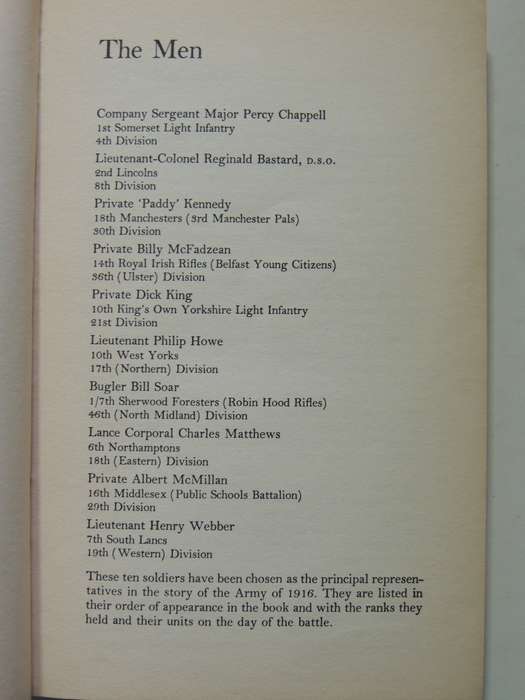 The Men
Company Sergeant Major Percy Chappell
1st Somerset Light Infantry
4th Division
Lieutenant-Colonel Reginald Bastard, D.S.O.
2nd Lincolns
8th Division
Private 'Paddy' Kennedy
18th Manchesters (3rd Manchester Pals)
30th Division
Private Billy McFadzean
14th Royal Irish Rifles (Belfast Young Citizens)
36th (Ulster) Division
Private Dick King
10th King's Own Yorkshire Light Infantry
21st Division
Lieutenant Philip Howe
10th West Yorks
17th (Northern) Division
Bugler Bill Soar
1/7th Sherwood Foresters (Robin Hood Rifles)
46th (North Midland) Division
Lance Corporal Charles Matthews
6th Northamptons
18th (Eastern) Division
Private Albert McMillan
16th Middlesex (Public Schools Battalion)
29th Division
Lieutenant Henry Webber
7th South Lancs
19th (Western) Division
These ten soldiers have been chosen as the principal represen-
tatives in the story of the Army of 1916. They are listed in
their order of appearance in the book and with the ranks they
held and their units on the day of the battle.